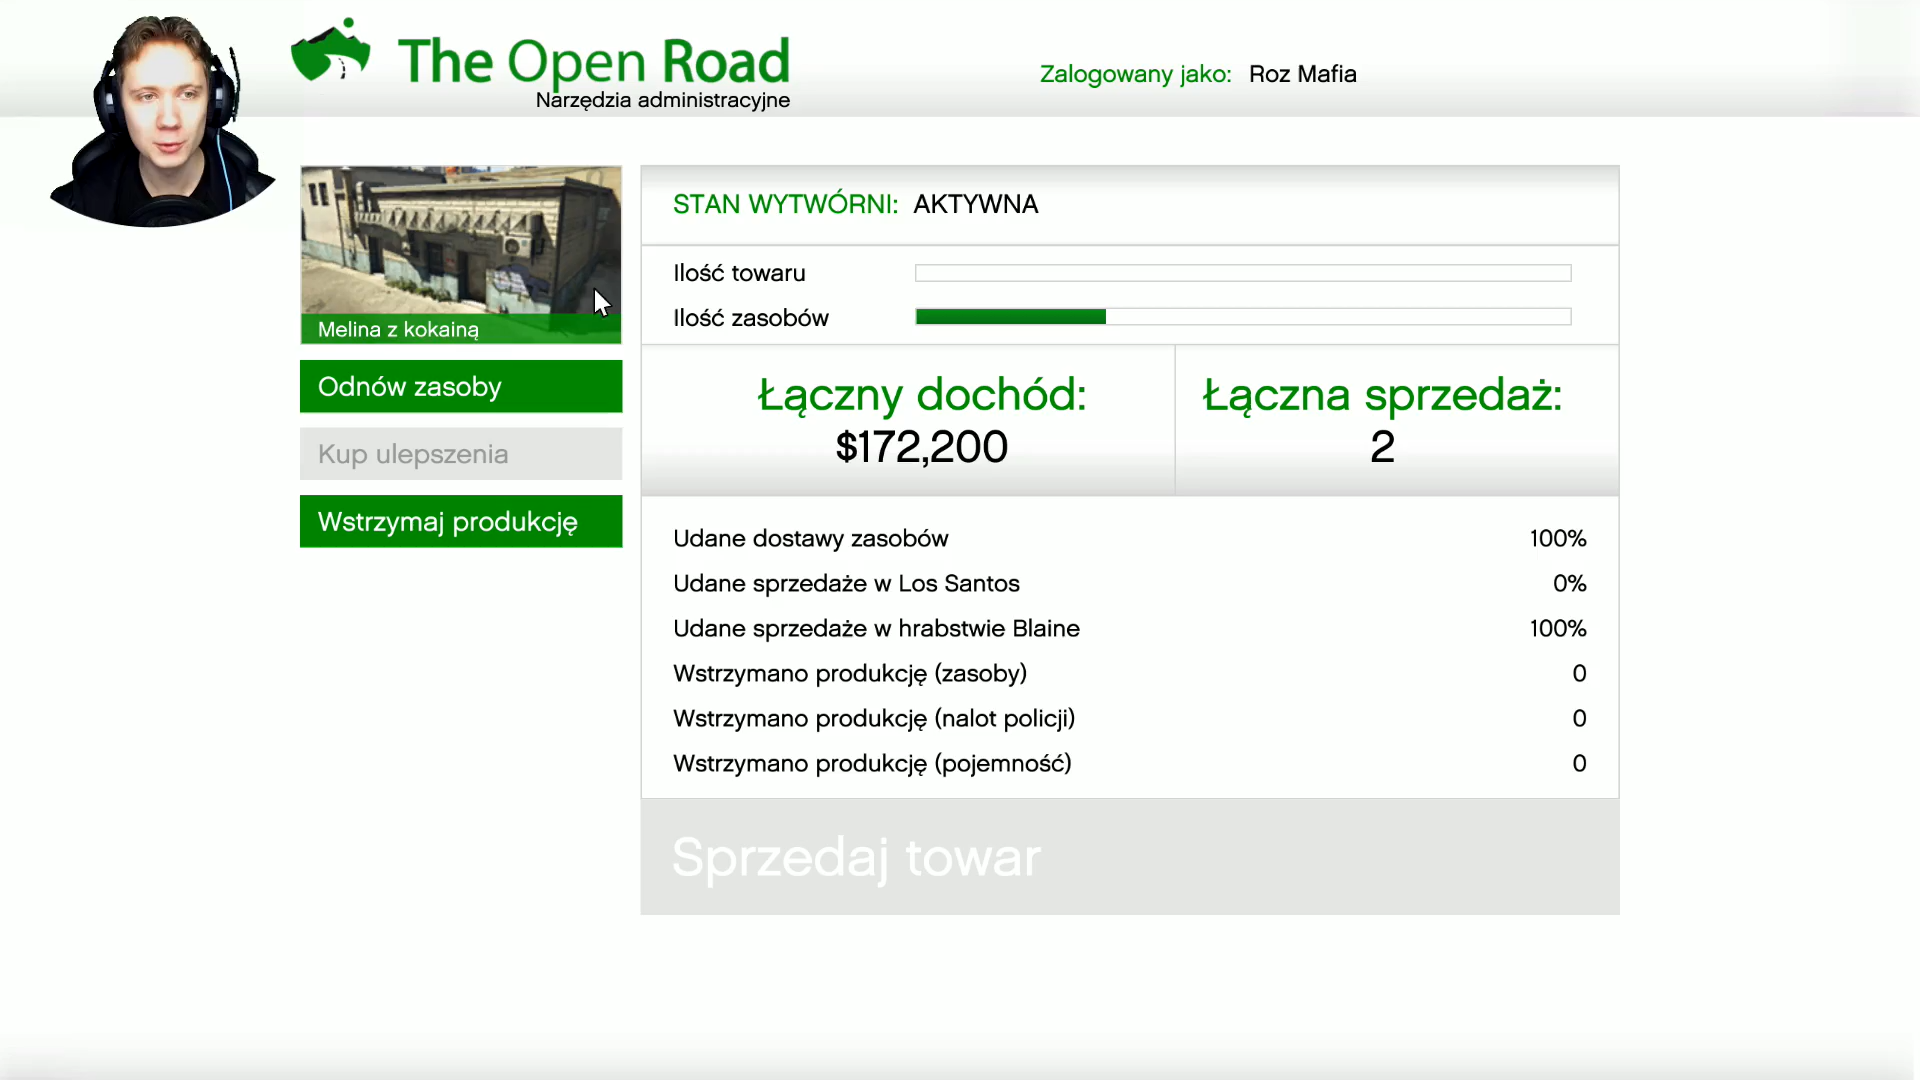 The Open Road
Narzędzia administracyjne
Zalogowany jako: Roz Mafia
Melina z kokainą
Odnów zasoby
Kup ulepszenia
Wstrzymaj produkcję
STAN WYTWÓRNI: AKTYWNA
Ilość towaru
Ilość zasobów
Łączny dochód:
$172,200
Łączna sprzedaż:
2
Udane dostawy zasobów 100%
Udane sprzedaże w Los Santos 0%
Udane sprzedaże w hrabstwie Blaine 100%
Wstrzymano produkcję (zasoby) 0
Wstrzymano produkcję (nalot policji) 0
Wstrzymano produkcję (pojemność) 0
Sprzedaj towar